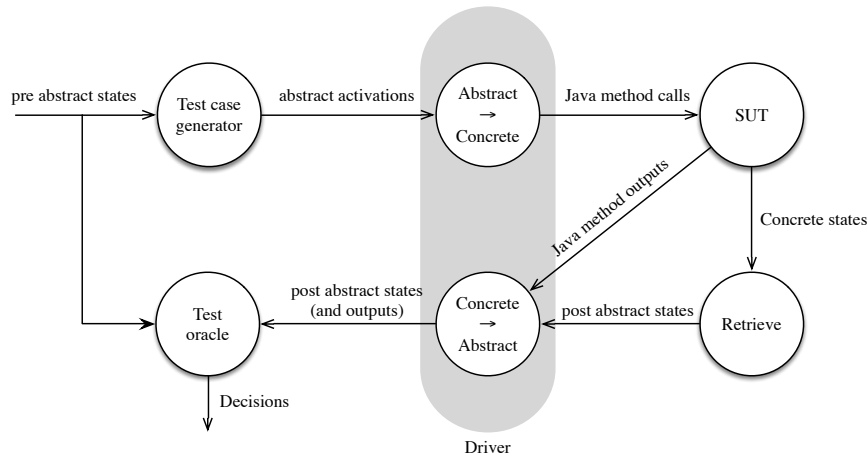 pre abstract states
Test case
generator
abstract activations
Abstract
→
Concrete
Java method calls
SUT
Java method outputs
Concrete states
Test
oracle
post abstract states
(and outputs)
Concrete
→
Abstract
post abstract states
Retrieve
Decisions
Driver